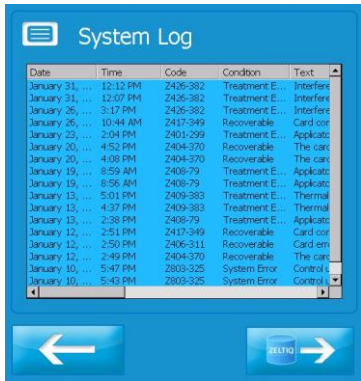 System Log
Date Time Code Condition Text
January 31, ... 12:12 PM Z426-382 Treatment E... Interfere
January 31, ... 12:07 PM Z426-382 Treatment E... Interfere
January 26, ... 3:17 PM Z426-382 Treatment E... Interfere
January 26, ... 10:44 AM Z417-349 Recoverable Card cor
January 23, ... 2:04 PM Z401-299 Treatment E... Applicato
January 20, ... 4:52 PM Z404-370 Recoverable The card
January 20, ... 4:08 PM Z404-370 Recoverable The card
January 19, ... 8:59 AM Z408-79 Treatment E... Applicato
January 19, ... 8:56 AM Z408-79 Treatment E... Applicato
January 13, ... 5:01 PM Z409-383 Treatment E... Thermal
January 13, ... 4:37 PM Z409-383 Treatment E... Thermal
January 13, ... 2:38 PM Z408-79 Treatment E... Applicato
January 12, ... 2:51 PM Z417-349 Recoverable Card cor
January 12, ... 2:50 PM Z406-311 Recoverable Card erro
January 12, ... 2:49 PM Z404-370 Recoverable The card
January 10, ... 5:47 PM Z803-325 System Error Control u
January 10, ... 5:43 PM Z803-325 System Error Control u
ZELTIQ